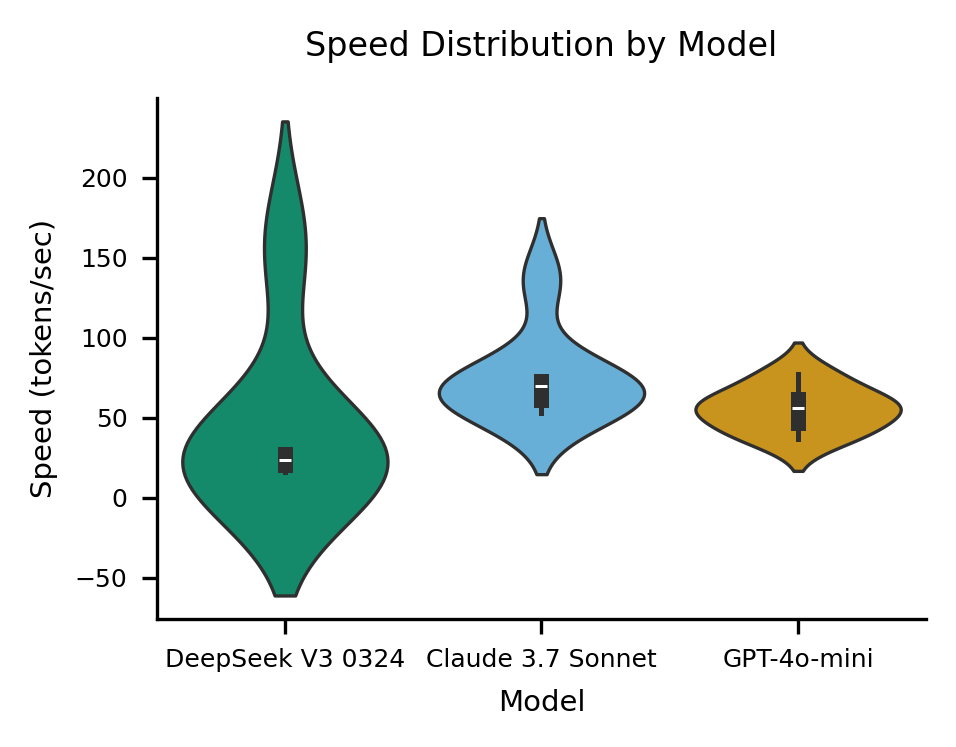 Speed Distribution by Model
Speed (tokens/sec)
200
150
100
50
0
−50
DeepSeek V3 0324
Claude 3.7 Sonnet
GPT-4o-mini
Model